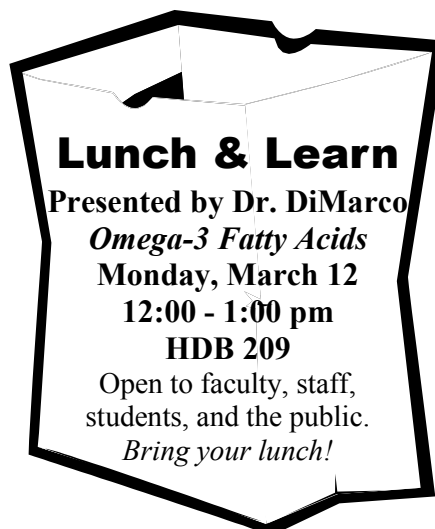 Lunch & Learn
Presented by Dr. DiMarco
Omega-3 Fatty Acids
Monday, March 12
12:00 - 1:00 pm
HDB 209
Open to faculty, staff,
students, and the public.
Bring your lunch!